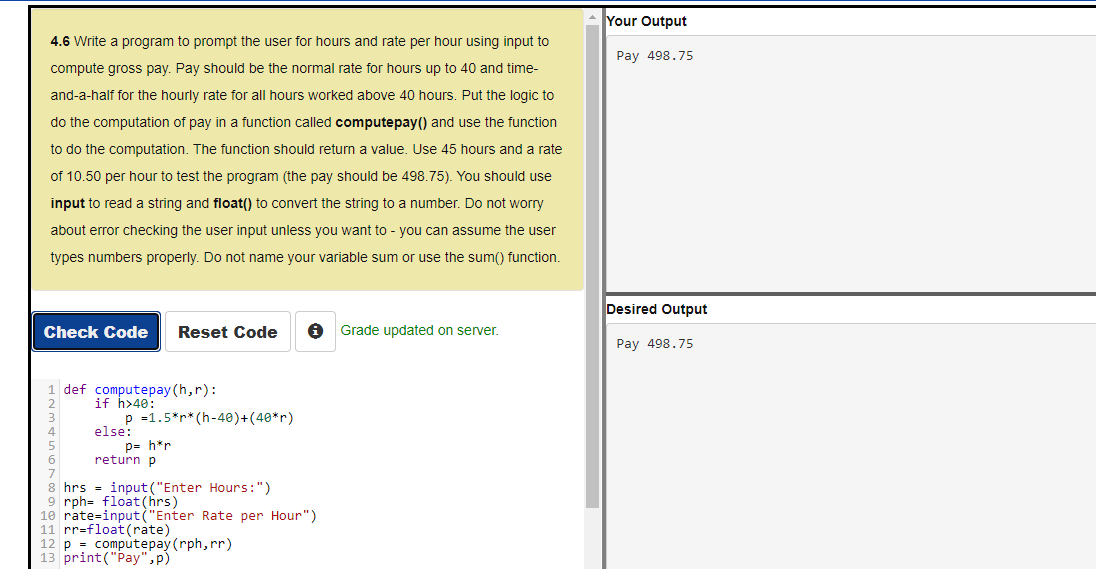 4.6 Write a program to prompt the user for hours and rate per hour using input to
compute gross pay. Pay should be the normal rate for hours up to 40 and time-
and-a-half for the hourly rate for all hours worked above 40 hours. Put the logic to
do the computation of pay in a function called computepay() and use the function
to do the computation. The function should return a value. Use 45 hours and a rate
of 10.50 per hour to test the program (the pay should be 498.75). You should use
input to read a string and float() to convert the string to a number. Do not worry
about error checking the user input unless you want to - you can assume the user
types numbers properly. Do not name your variable sum or use the sum() function.
Check Code Reset Code Grade updated on server.
1 def computepay(h,r):
2     if h>40:
3         p =1.5*r*(h-40)+(40*r)
4     else:
5         p= h*r
6     return p
7
8 hrs = input("Enter Hours:")
9 rph= float(hrs)
10 rate=input("Enter Rate per Hour")
11 rr=float(rate)
12 p = computepay(rph,rr)
13 print("Pay",p)
Your Output
Pay 498.75
Desired Output
Pay 498.75